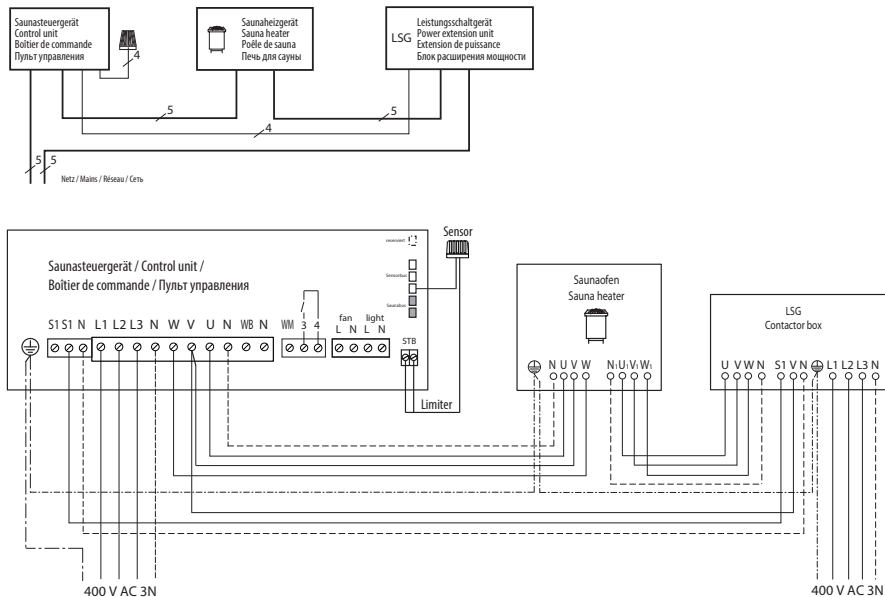 Saunasteuergerät
Control unit
Boîtier de commande
Пульт управления
4
Saunaheizgerät
Sauna heater
Poêle de sauna
Печь для сауны
LSG
Leistungsschaltgerät
Power extension unit
Extension de puissance
Блок расширения мощности
5
5
4
5
5
Netz / Mains / Réseau / Сеть
Saunasteuergerät / Control unit /
Boîtier de commande / Пульт управления
reserviert
Sensorbus
Saunabus
Sensor
S1 S1 N L1 L2 L3 N W V U N WB N WM 3 4
fan light
L N L N
STB
Limiter
Saunaofen
Sauna heater
N U V W N1 U1 V1 W1
LSG
Contactor box
U V W N S1 V N L1 L2 L3 N
400 V AC 3N
400 V AC 3N